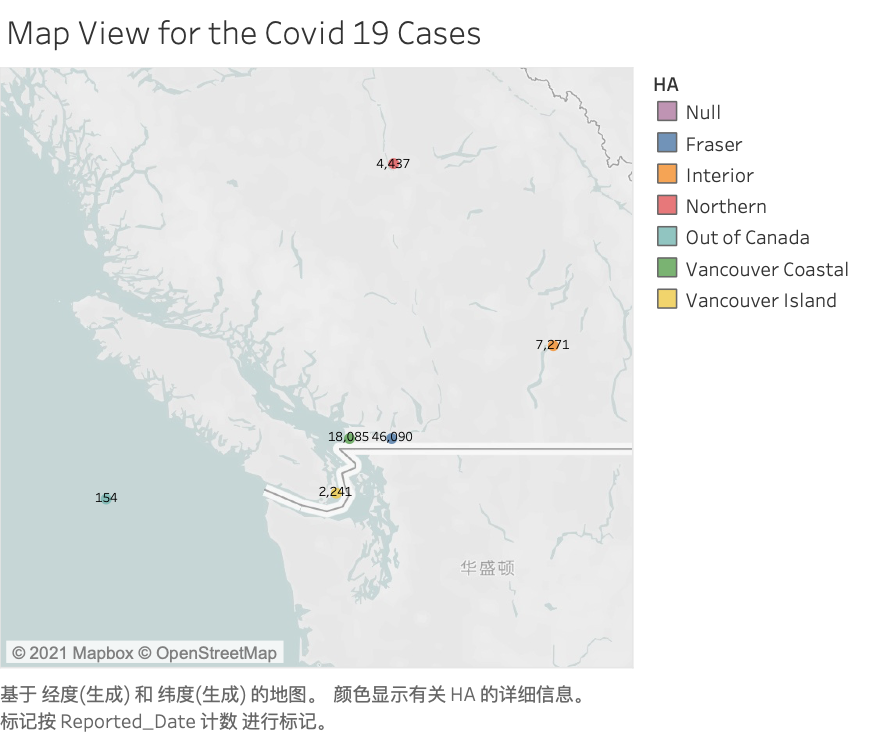 Map View for the Covid 19 Cases
HA
Null
Fraser
Interior
Northern
Out of Canada
Vancouver Coastal
Vancouver Island
4,437
7,271
18,085 46,090
2,241
154
华盛顿
© 2021 Mapbox © OpenStreetMap
基于 经度(生成) 和 纬度(生成) 的地图。 颜色显示有关 HA 的详细信息。
标记按 Reported_Date 计数 进行标记。